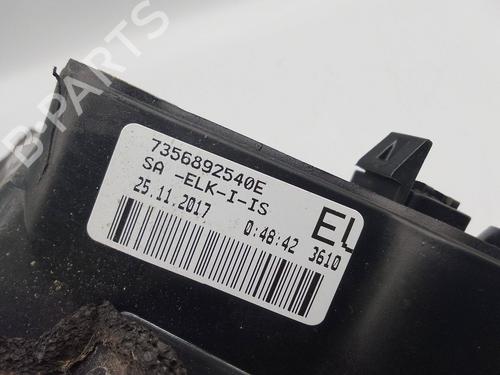 B-PARTS
7356892540E
SA -ELK-I-IS
25.11.2017 0:48:42 3610
EL